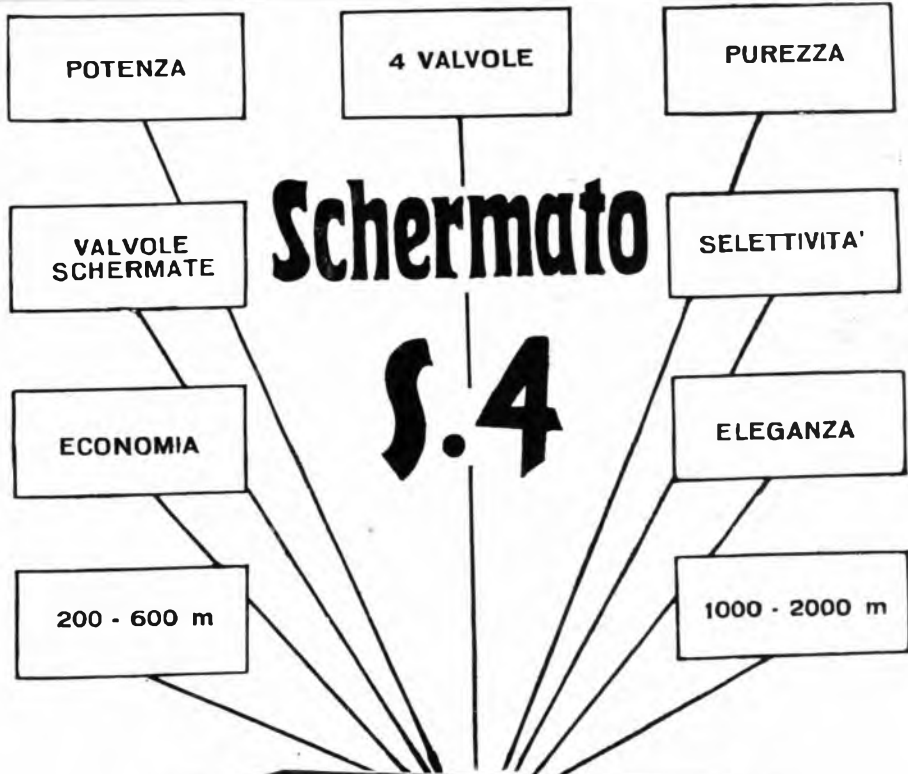 POTENZA
4 VALVOLE
PUREZZA
Schermato
VALVOLE
SCHERMATE
SELETTIVITA'
S.4
ECONOMIA
ELEGANZA
200 - 600 m
1000 - 2000 m